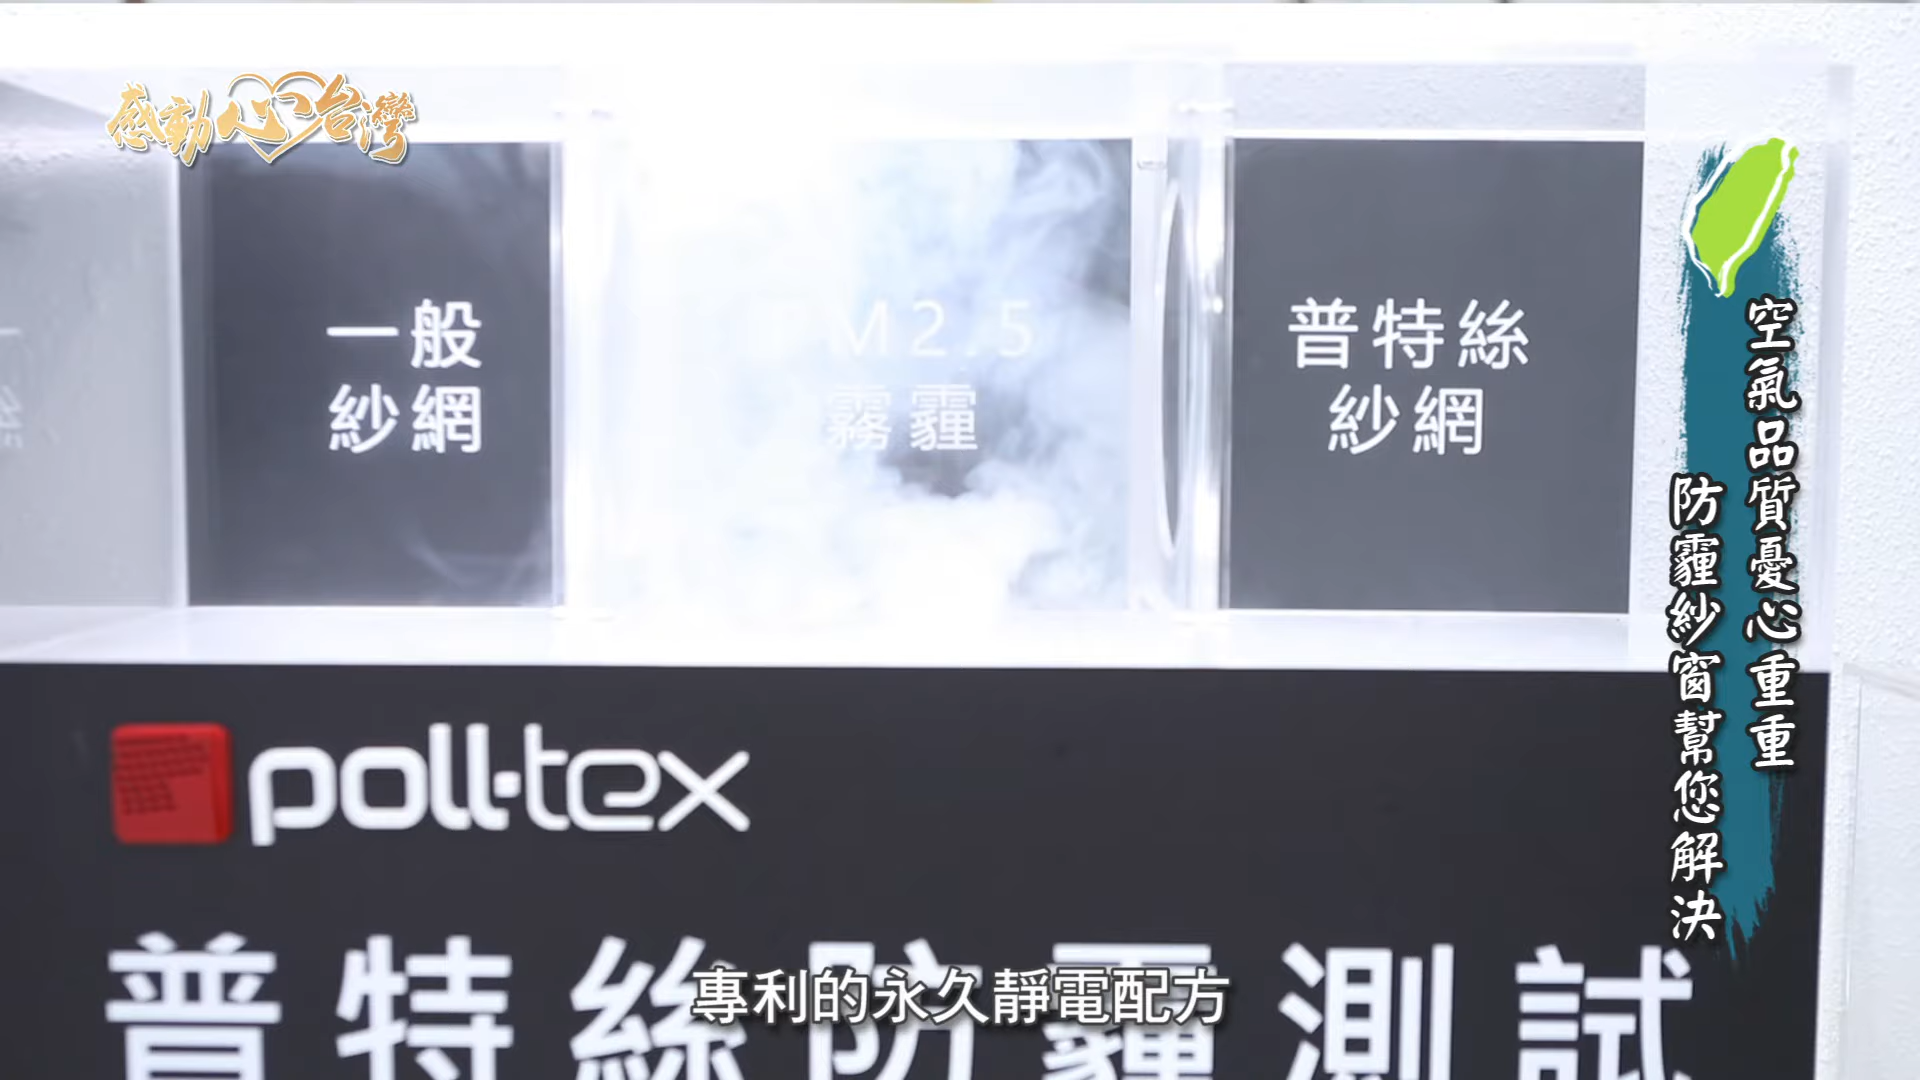 感動心台灣
一般
紗網
PM2.5
霧霾
普特絲
紗網
空氣品質憂心重重
防霾紗窗幫您解決
poll-tex
普特絲防霾測試
專利的永久靜電配方